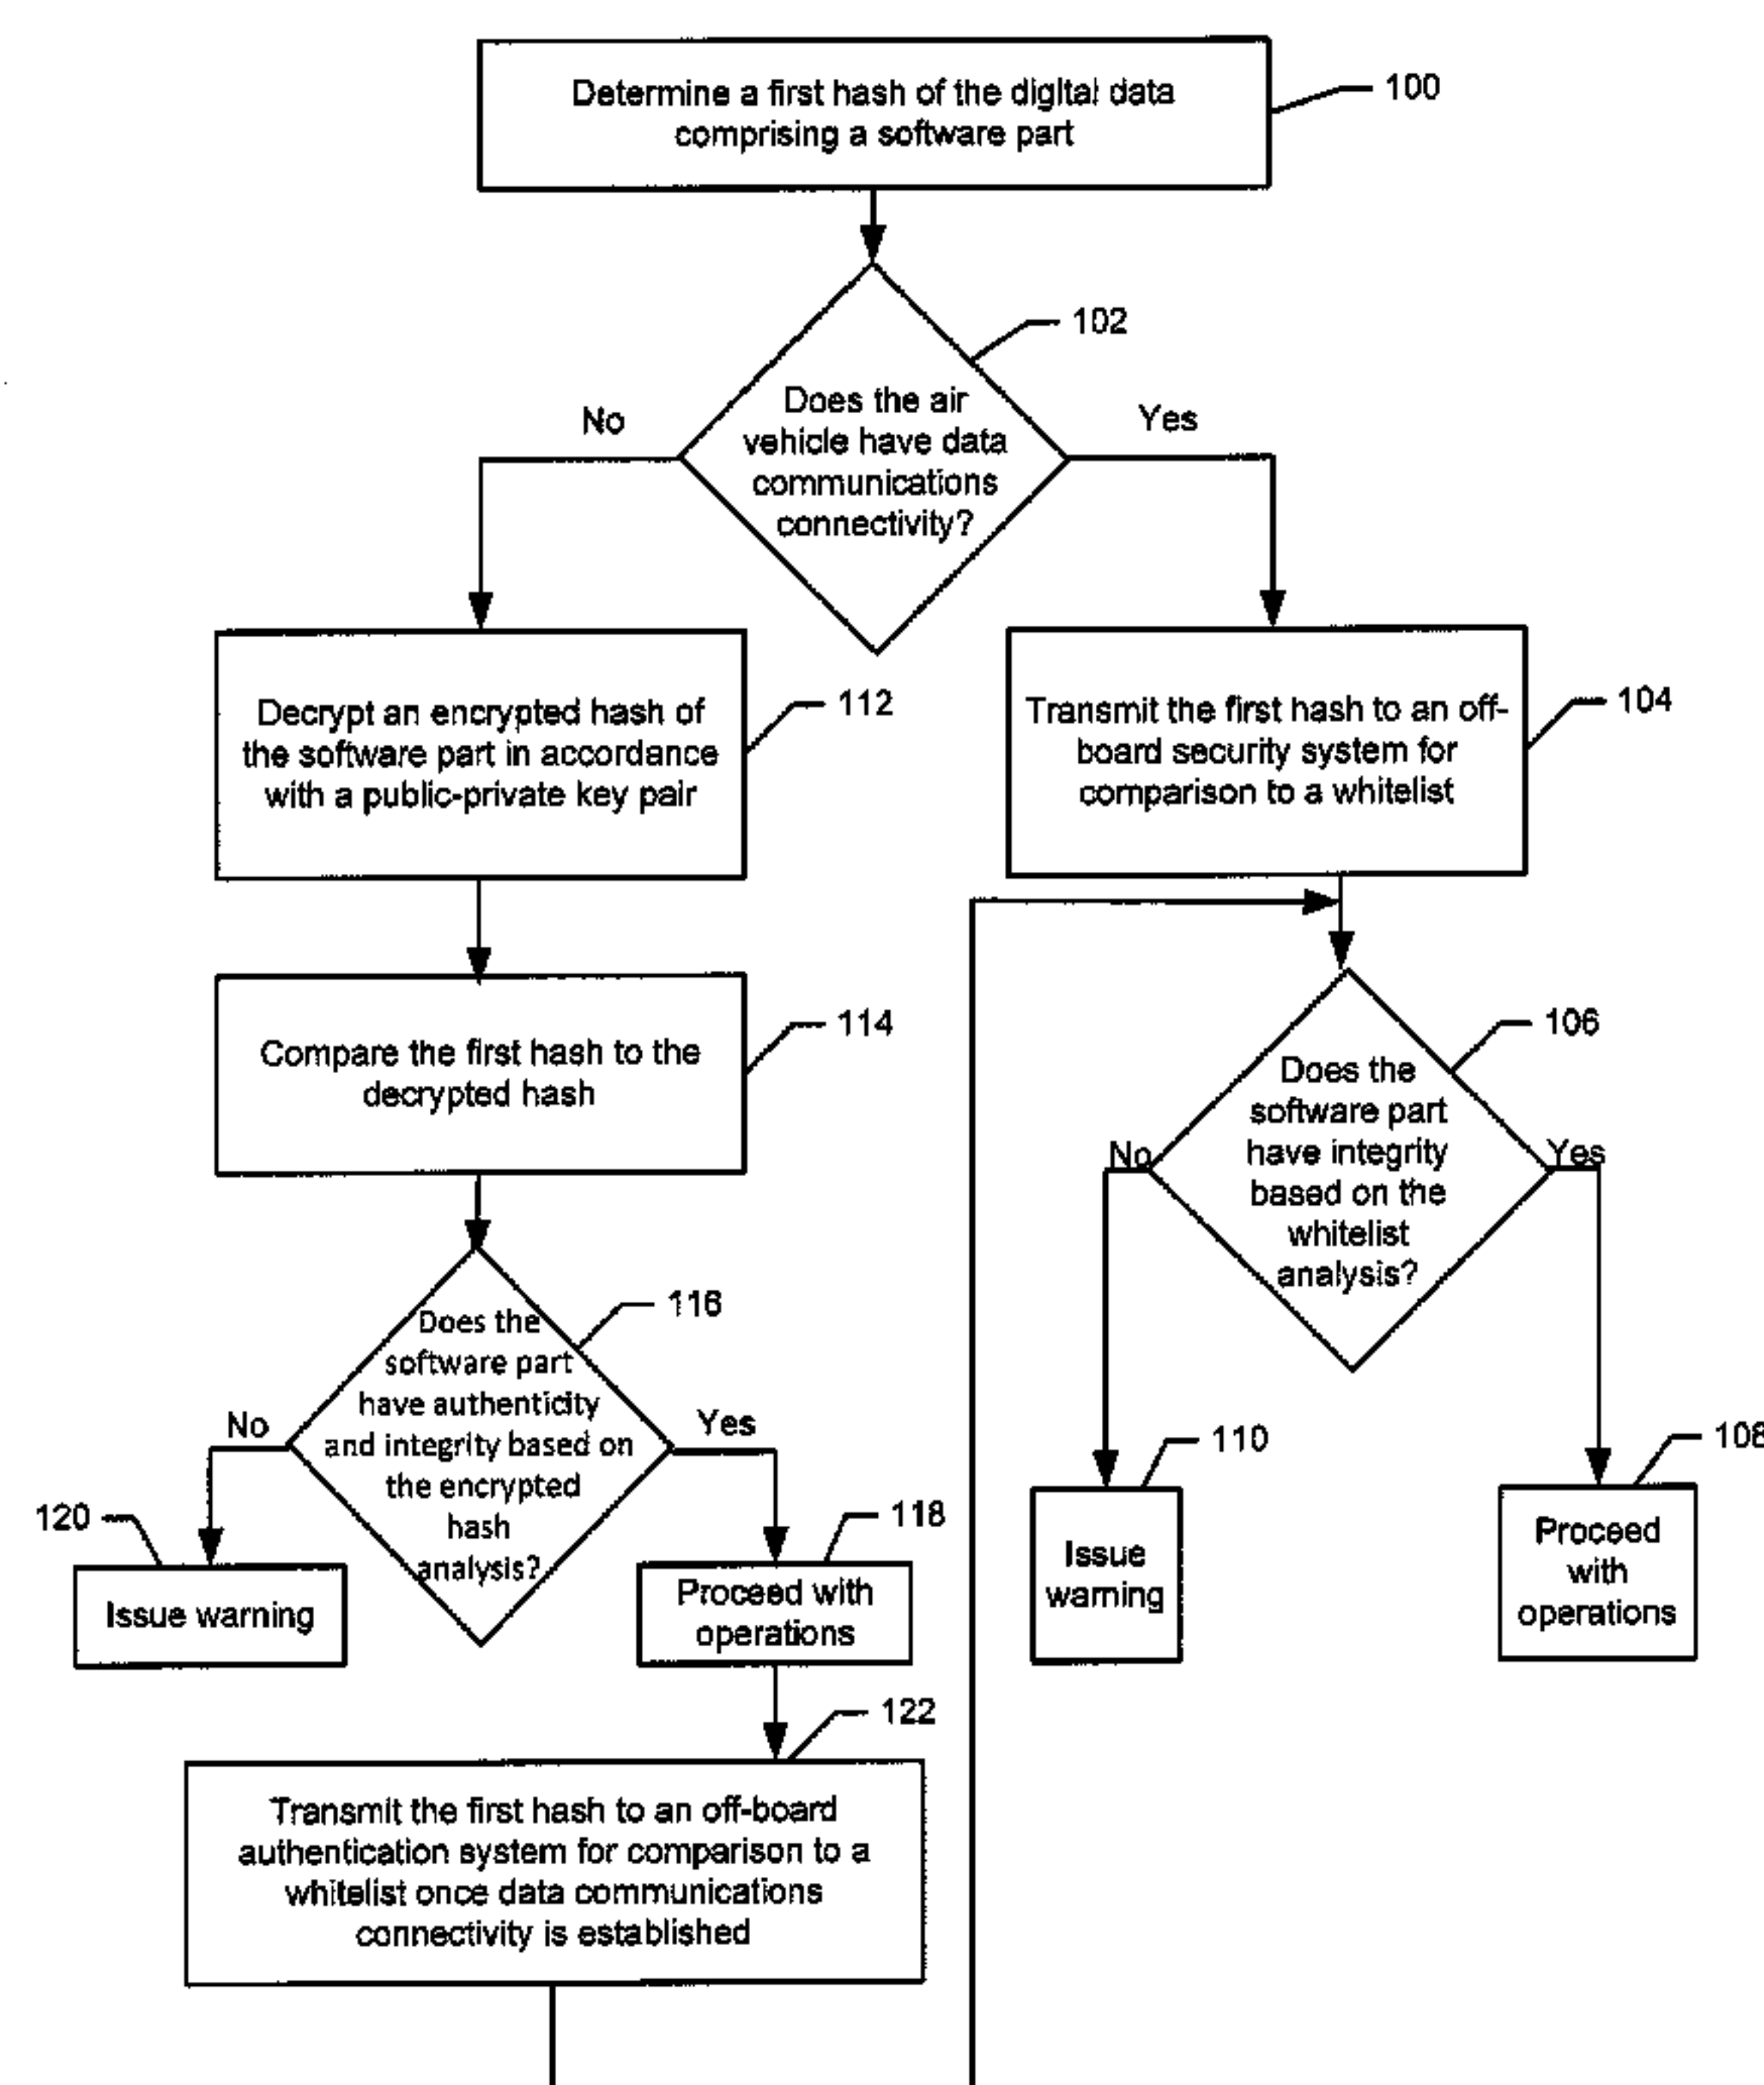 Determine a first hash of the digital data
comprising a software part
100
102
Does the air
vehicle have data
communications
connectivity?
No
Yes
Decrypt an encrypted hash of
the software part in accordance
with a public-private key pair
112
Transmit the first hash to an off-
board security system for
comparison to a whitelist
104
Compare the first hash to the
decrypted hash
114
106
Does the
software part
have integrity
based on the
whitelist
analysis?
No
Yes
116
Does the
software part
have authenticity
and integrity based on
the encrypted
hash
analysis?
No
Yes
110
108
120
118
Issue warning
Proceed with
operations
Issue
warning
Proceed
with
operations
122
Transmit the first hash to an off-board
authentication system for comparison to a
whitelist once data communications
connectivity is established